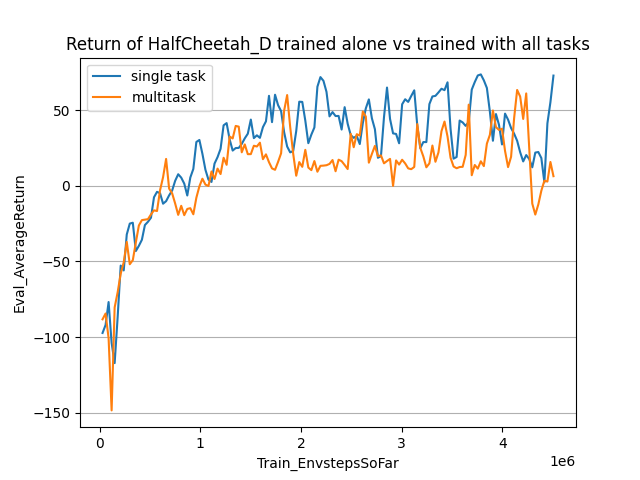 Return of HalfCheetah_D trained alone vs trained with all tasks
single task
multitask
50
0
−50
−100
−150
Eval_AverageReturn
0
1
2
3
4
1e6
Train_EnvstepsSoFar